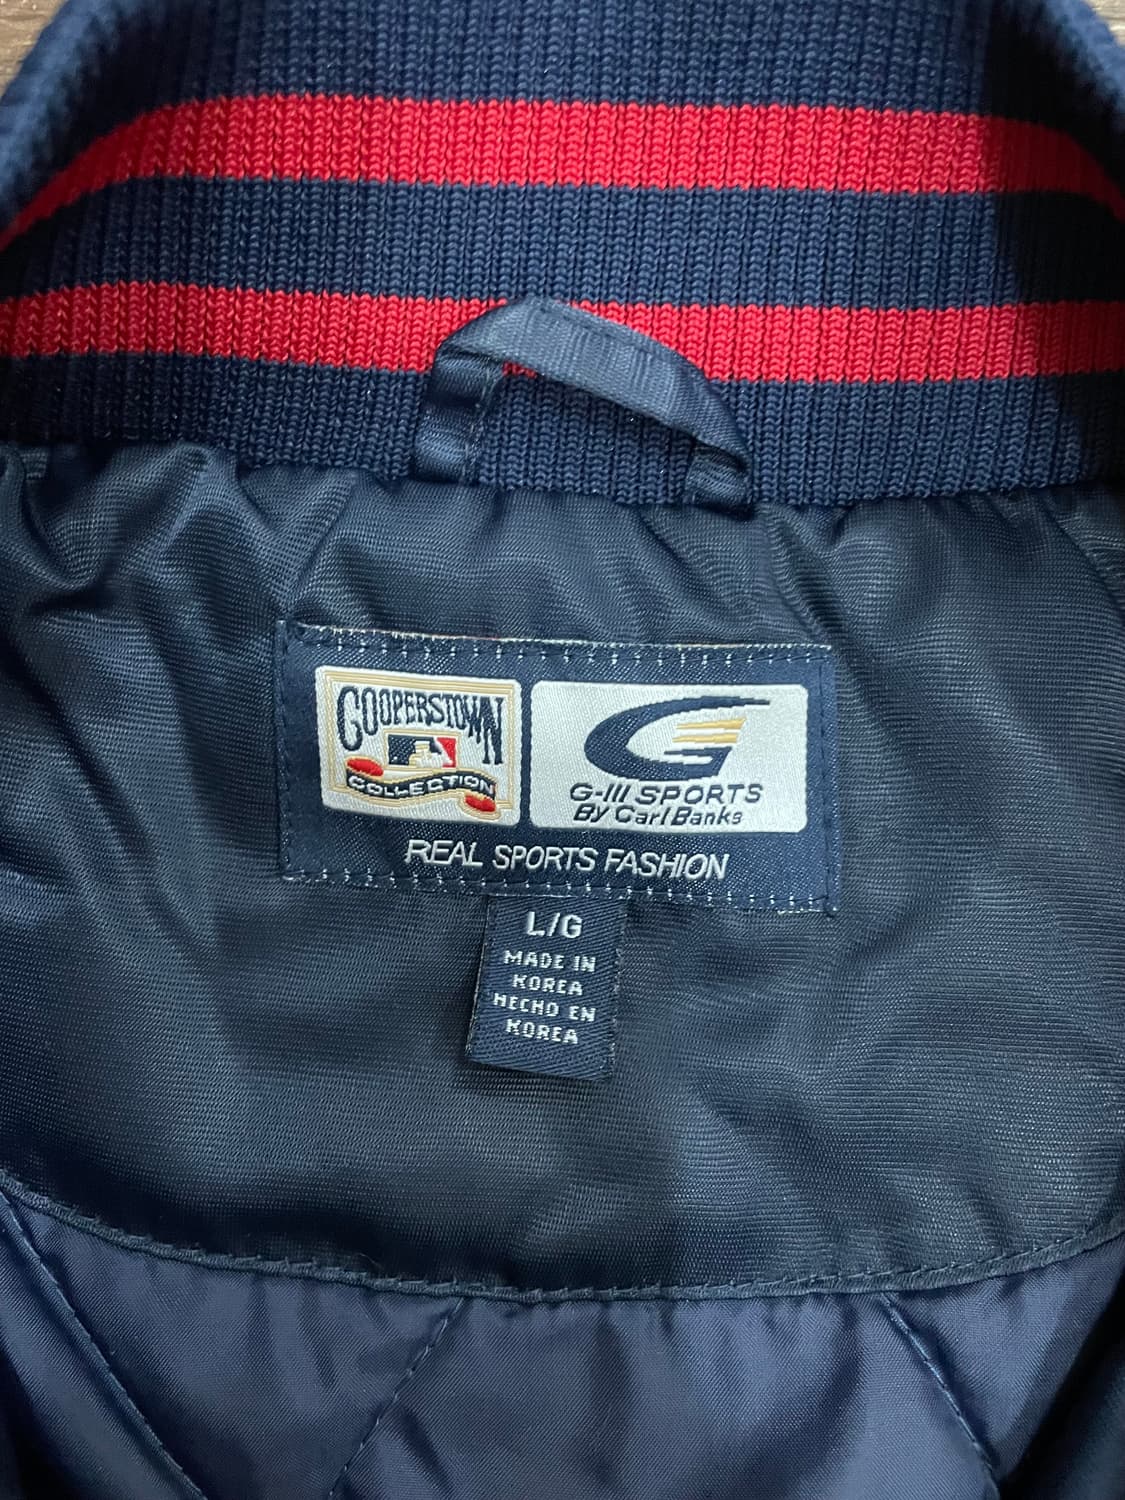 COOPERSTOWN
COLLECTION
G-III SPORTS
By Carl Banks
REAL SPORTS FASHION
L/G
MADE IN
KOREA
HECHO EN
KOREA